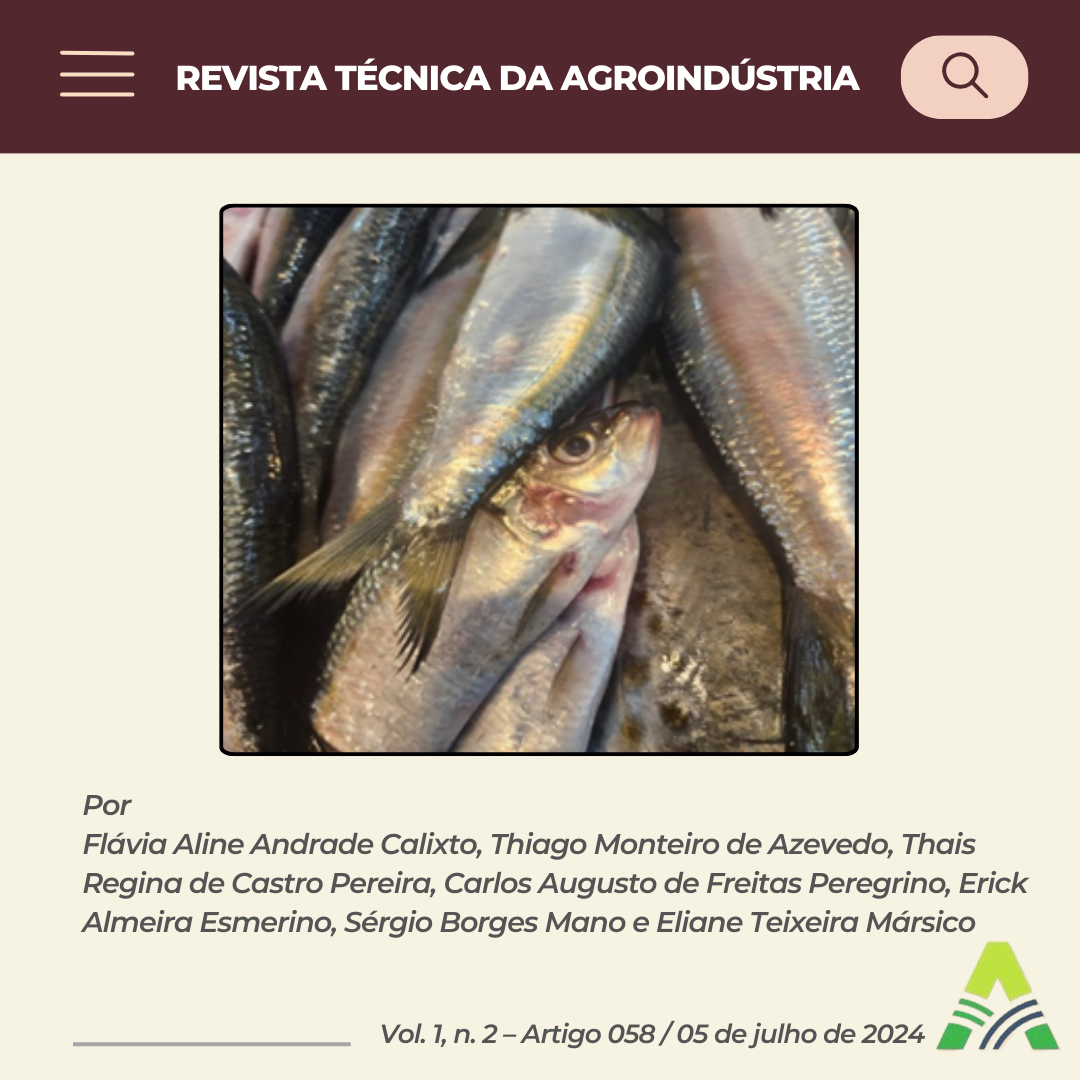 REVISTA TÉCNICA DA AGROINDÚSTRIA
Por
Flávia Aline Andrade Calixto, Thiago Monteiro de Azevedo, Thais
Regina de Castro Pereira, Carlos Augusto de Freitas Peregrino, Erick
Almeira Esmerino, Sérgio Borges Mano e Eliane Teixeira Mársico
Vol. 1, n. 2 – Artigo 058 / 05 de julho de 2024